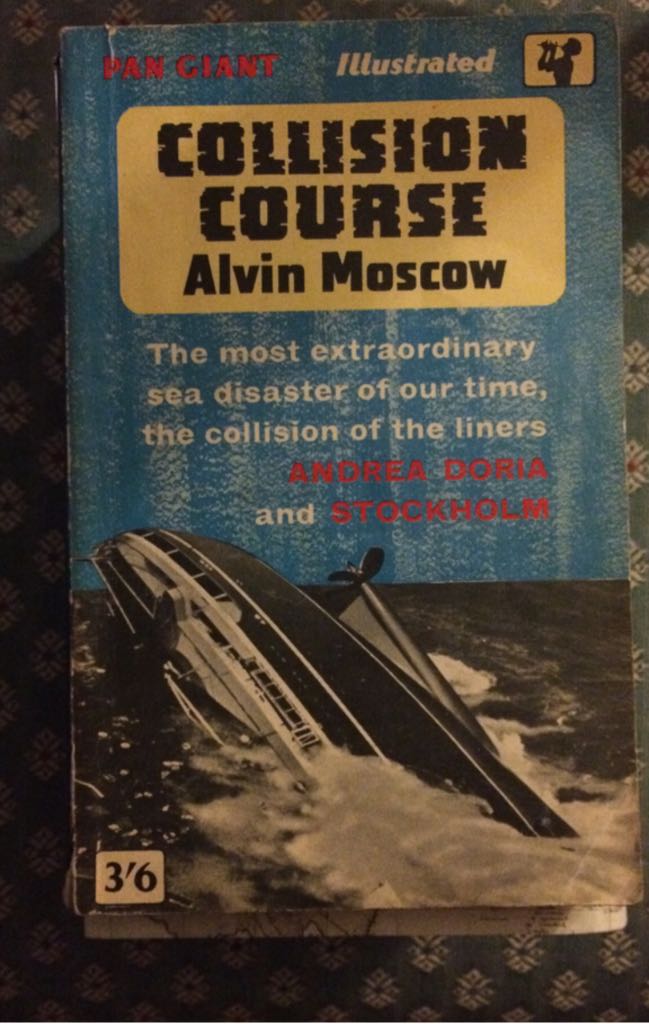 PAN GIANT Illustrated
COLLISION
COURSE
Alvin Moscow
The most extraordinary
sea disaster of our time,
the collision of the liners
ANDREA DORIA
and STOCKHOLM
3'6